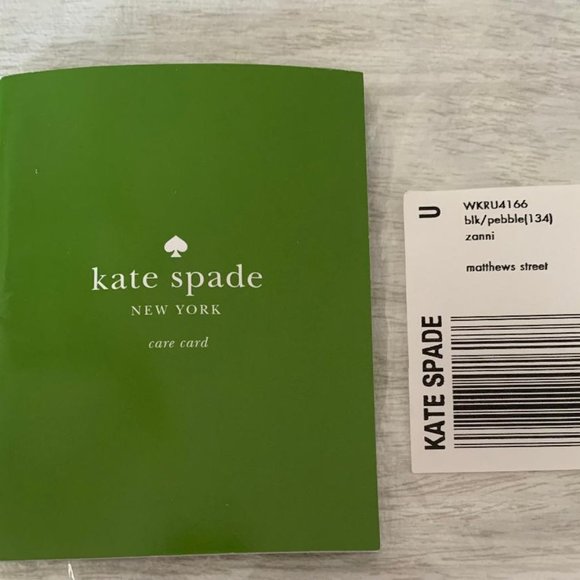 kate spade
NEW YORK
care card
U
WKRU4166
blk/pebble(134)
zanni
matthews street
KATE SPADE